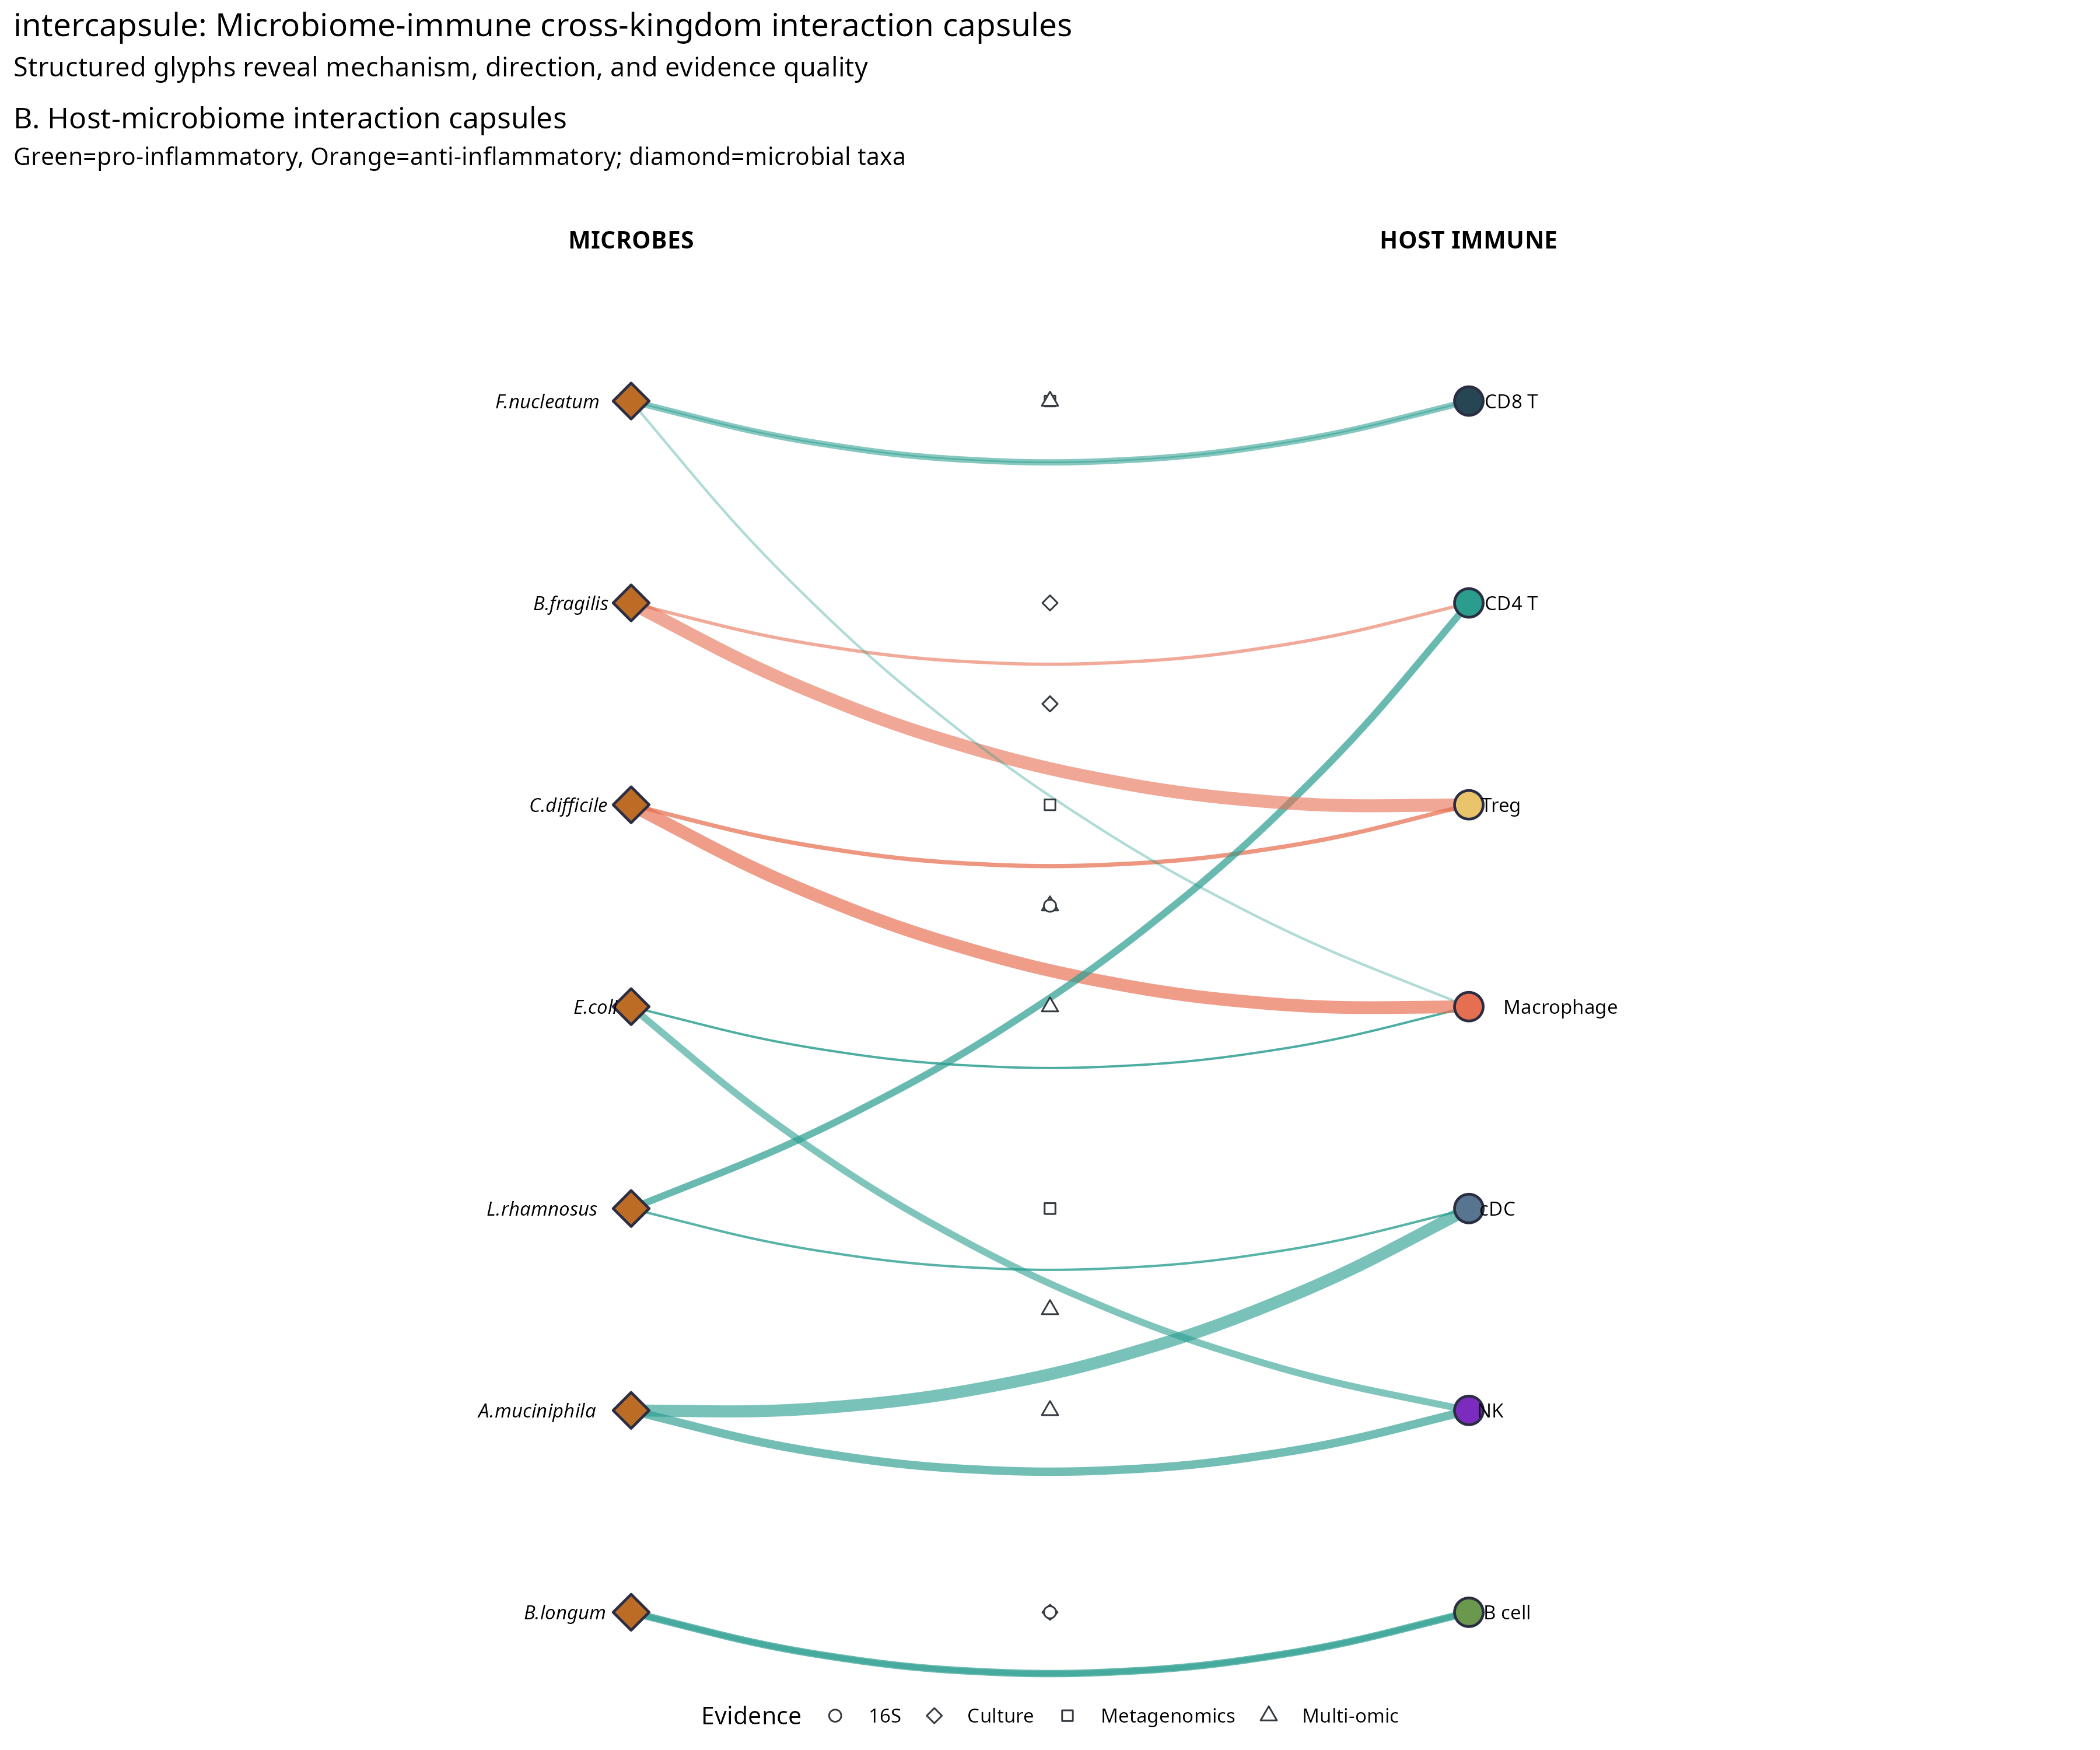 intercapsule: Microbiome-immune cross-kingdom interaction capsules
Structured glyphs reveal mechanism, direction, and evidence quality
B. Host-microbiome interaction capsules
Green=pro-inflammatory, Orange=anti-inflammatory; diamond=microbial taxa
MICROBES HOST IMMUNE
F.nucleatum CD8 T
B.fragilis CD4 T
C.difficile Treg
E.coli Macrophage
L.rhamnosus cDC
A.muciniphila NK
B.longum B cell
Evidence 16S Culture Metagenomics Multi-omic